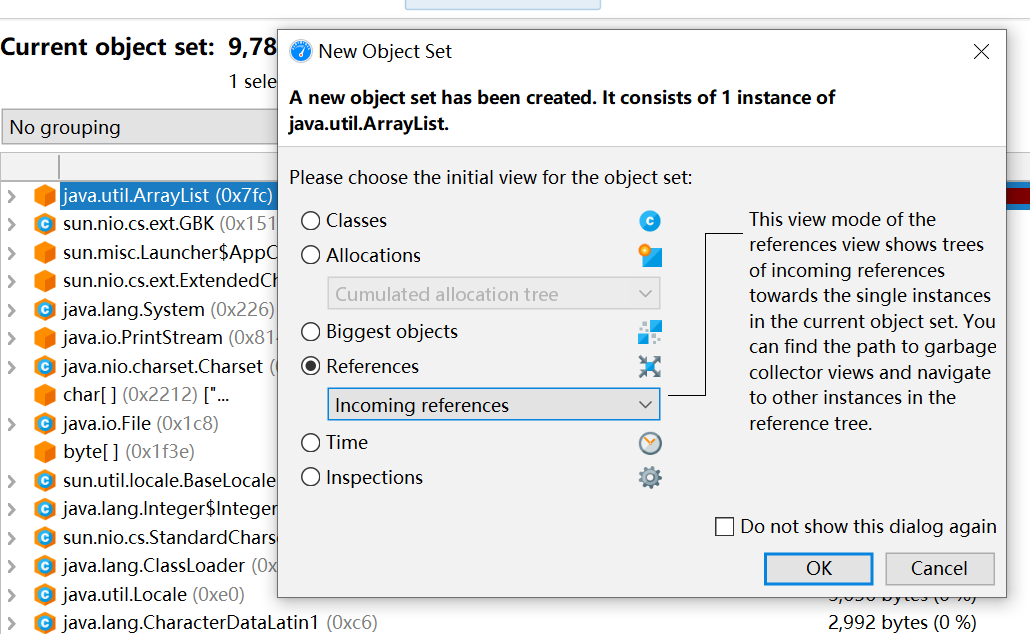 Current object set: 9,78
1 sele
No grouping
java.util.ArrayList (0x7fc)
sun.nio.cs.ext.GBK (0x151
sun.misc.Launcher$AppC
sun.nio.cs.ext.ExtendedCh
java.lang.System (0x226)
java.io.PrintStream (0x814
java.nio.charset.Charset (
char[ ] (0x2212) ["...
java.io.File (0x1c8)
byte[ ] (0x1f3e)
sun.util.locale.BaseLocale
java.lang.Integer$Integer
sun.nio.cs.StandardCharse
java.lang.ClassLoader (0x
java.util.Locale (0xe0)
java.lang.CharacterDataLatin1 (0xc6)
2,992 bytes (0 %)
New Object Set
A new object set has been created. It consists of 1 instance of
java.util.ArrayList.
Please choose the initial view for the object set:
Classes
Allocations
Cumulated allocation tree
Biggest objects
References
Incoming references
Time
Inspections
This view mode of the
references view shows trees
of incoming references
towards the single instances
in the current object set. You
can find the path to garbage
collector views and navigate
to other instances in the
reference tree.
Do not show this dialog again
OK
Cancel